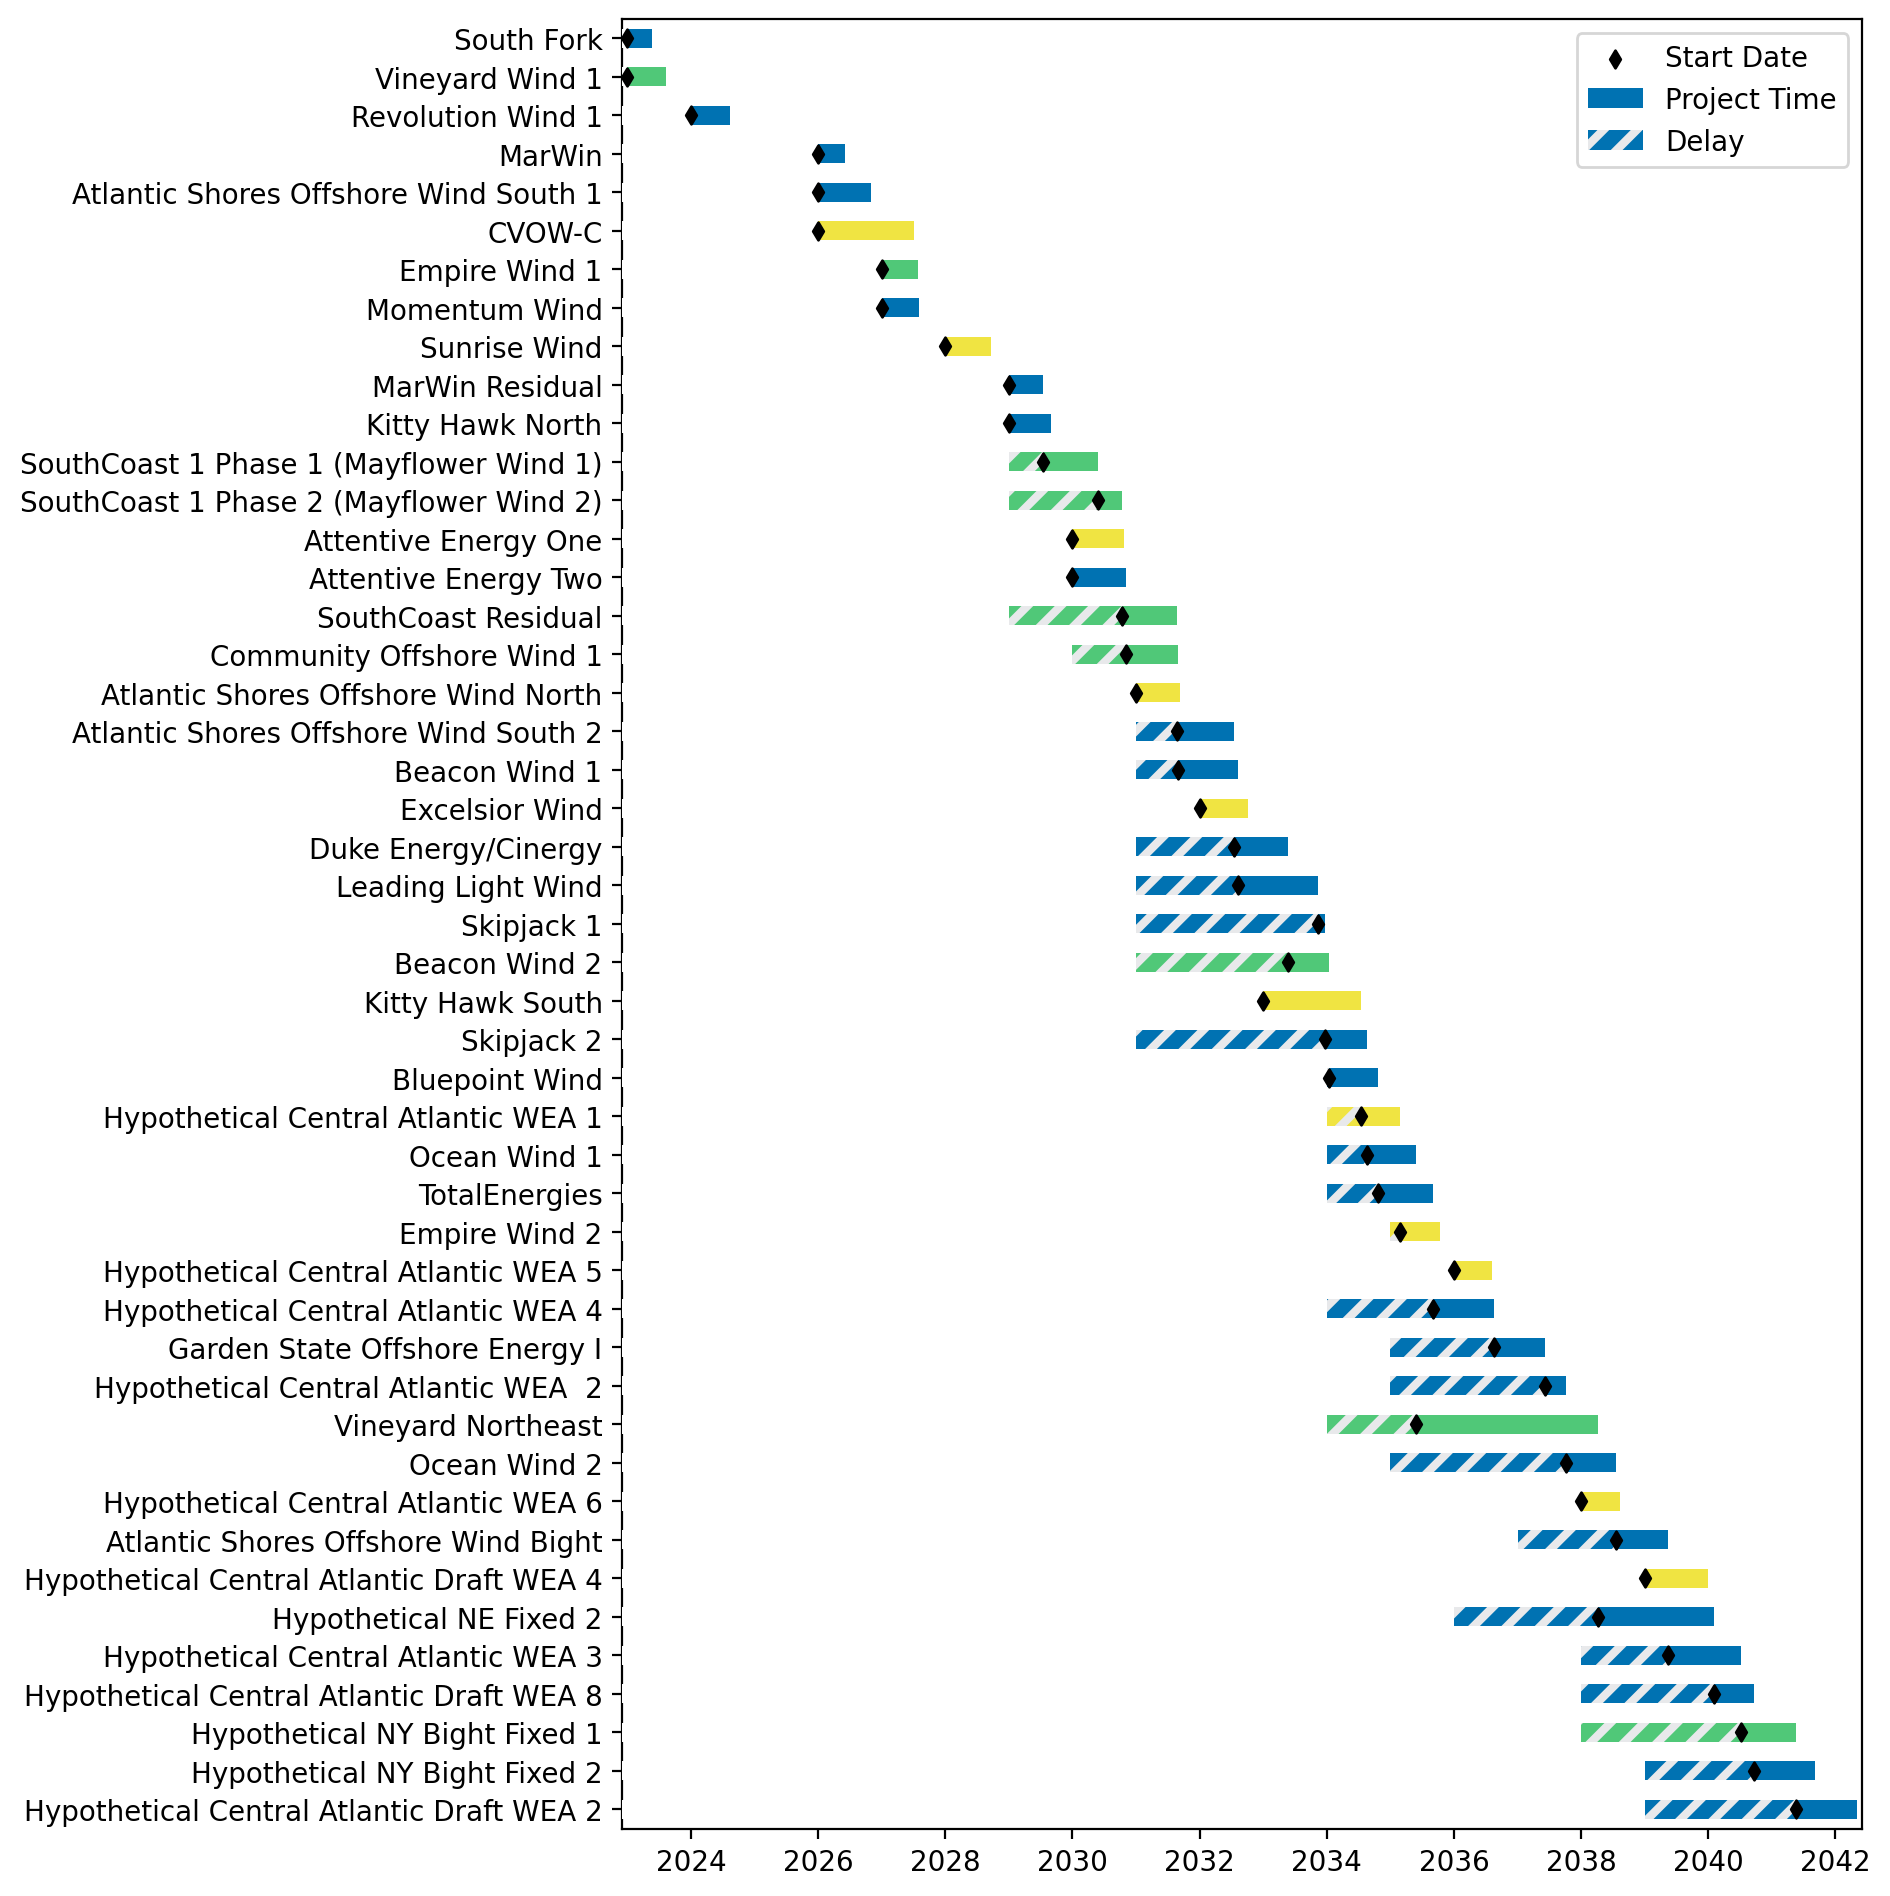 South Fork
Vineyard Wind 1
Revolution Wind 1
MarWin
Atlantic Shores Offshore Wind South 1
CVOW-C
Empire Wind 1
Momentum Wind
Sunrise Wind
MarWin Residual
Kitty Hawk North
SouthCoast 1 Phase 1 (Mayflower Wind 1)
SouthCoast 1 Phase 2 (Mayflower Wind 2)
Attentive Energy One
Attentive Energy Two
SouthCoast Residual
Community Offshore Wind 1
Atlantic Shores Offshore Wind North
Atlantic Shores Offshore Wind South 2
Beacon Wind 1
Excelsior Wind
Duke Energy/Cinergy
Leading Light Wind
Skipjack 1
Beacon Wind 2
Kitty Hawk South
Skipjack 2
Bluepoint Wind
Hypothetical Central Atlantic WEA 1
Ocean Wind 1
TotalEnergies
Empire Wind 2
Hypothetical Central Atlantic WEA 5
Hypothetical Central Atlantic WEA 4
Garden State Offshore Energy I
Hypothetical Central Atlantic WEA  2
Vineyard Northeast
Ocean Wind 2
Hypothetical Central Atlantic WEA 6
Atlantic Shores Offshore Wind Bight
Hypothetical Central Atlantic Draft WEA 4
Hypothetical NE Fixed 2
Hypothetical Central Atlantic WEA 3
Hypothetical Central Atlantic Draft WEA 8
Hypothetical NY Bight Fixed 1
Hypothetical NY Bight Fixed 2
Hypothetical Central Atlantic Draft WEA 2
Start Date
Project Time
Delay
2024 2026 2028 2030 2032 2034 2036 2038 2040 2042